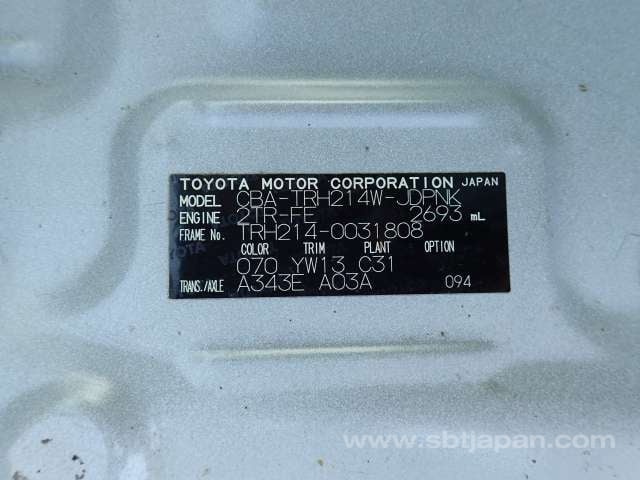 TOYOTA MOTOR CORPORATION JAPAN
MODEL CBA-TRH214W-JDPNK
ENGINE 2TR-FE 2693 mL
FRAME No. TRH214-0031808
COLOR TRIM PLANT OPTION
070 YW13 C31
TRANS./AXLE A343E A03A 094
www.sbtjapan.com